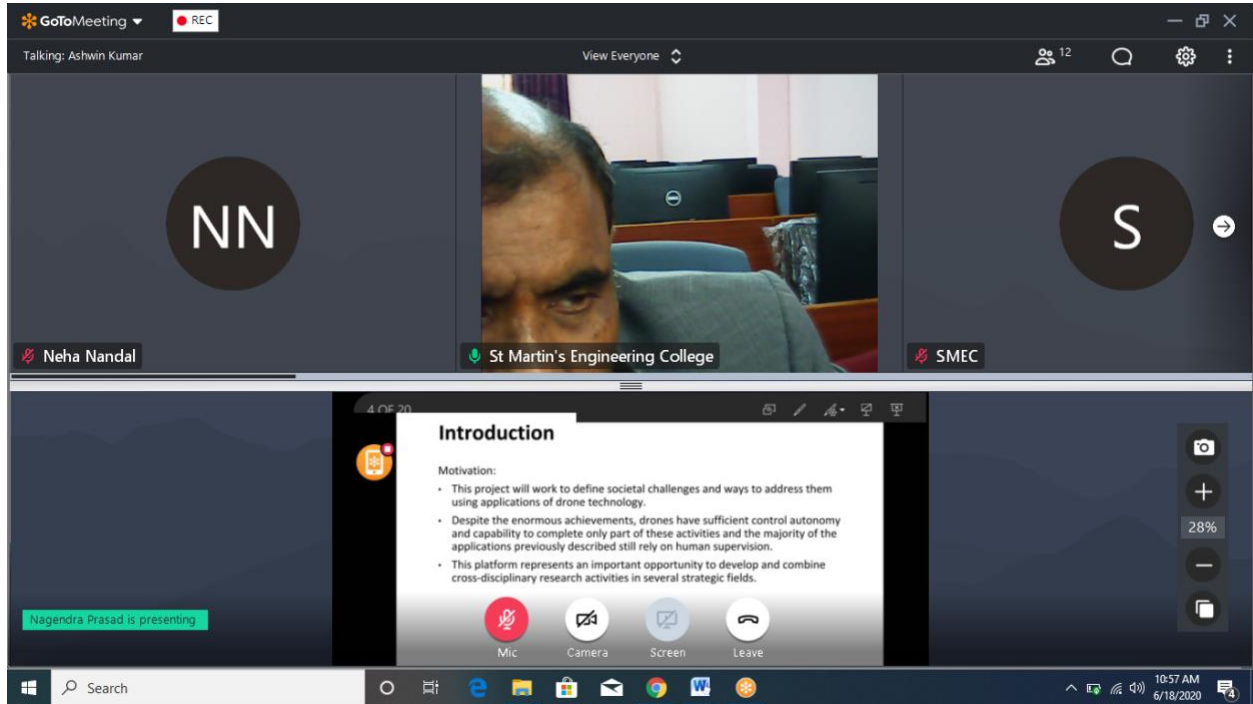 GoToMeeting
REC
Talking: Ashwin Kumar
View Everyone
12
NN
S
Neha Nandal
St Martin's Engineering College
SMEC
4 OF 20
Introduction
Motivation:
• This project will work to define societal challenges and ways to address them
using applications of drone technology.
• Despite the enormous achievements, drones have sufficient control autonomy
and capability to complete only part of these activities and the majority of the
applications previously described still rely on human supervision.
• This platform represents an important opportunity to develop and combine
cross-disciplinary research activities in several strategic fields.
28%
Nagendra Prasad is presenting
Mic
Camera
Screen
Leave
Search
10:57 AM
6/18/2020
4